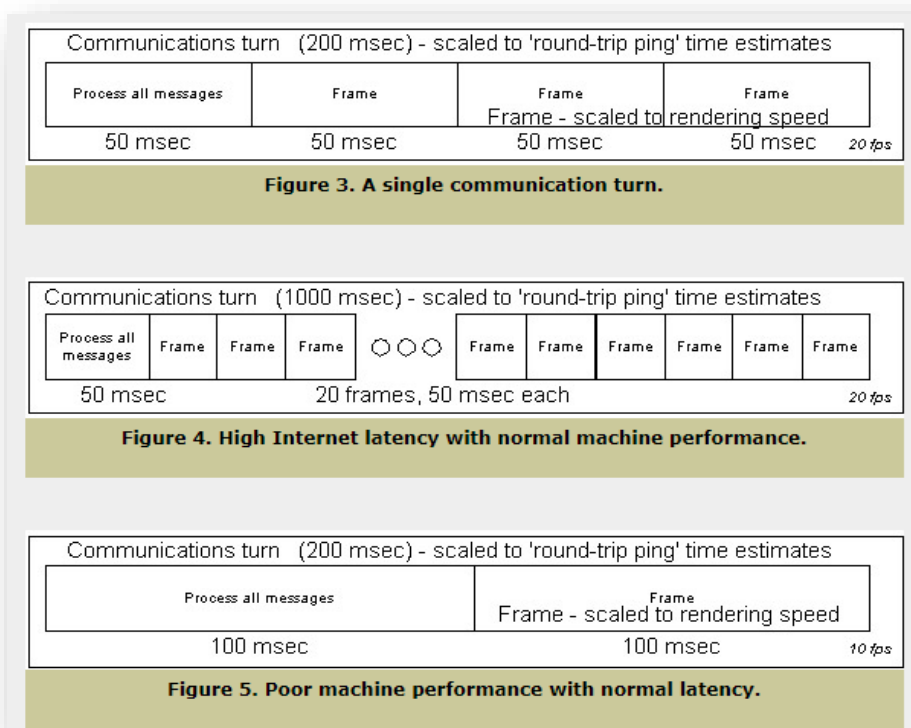 Communications turn (200 msec) - scaled to 'round-trip ping' time estimates
Process all messages Frame Frame Frame
Frame - scaled to rendering speed
50 msec 50 msec 50 msec 50 msec 20 fps
Figure 3. A single communication turn.
Communications turn (1000 msec) - scaled to 'round-trip ping' time estimates
Process all
messages Frame Frame Frame Frame Frame Frame Frame Frame Frame
50 msec 20 frames, 50 msec each 20 fps
Figure 4. High Internet latency with normal machine performance.
Communications turn (200 msec) - scaled to 'round-trip ping' time estimates
Process all messages Frame
Frame - scaled to rendering speed
100 msec 100 msec 10 fps
Figure 5. Poor machine performance with normal latency.